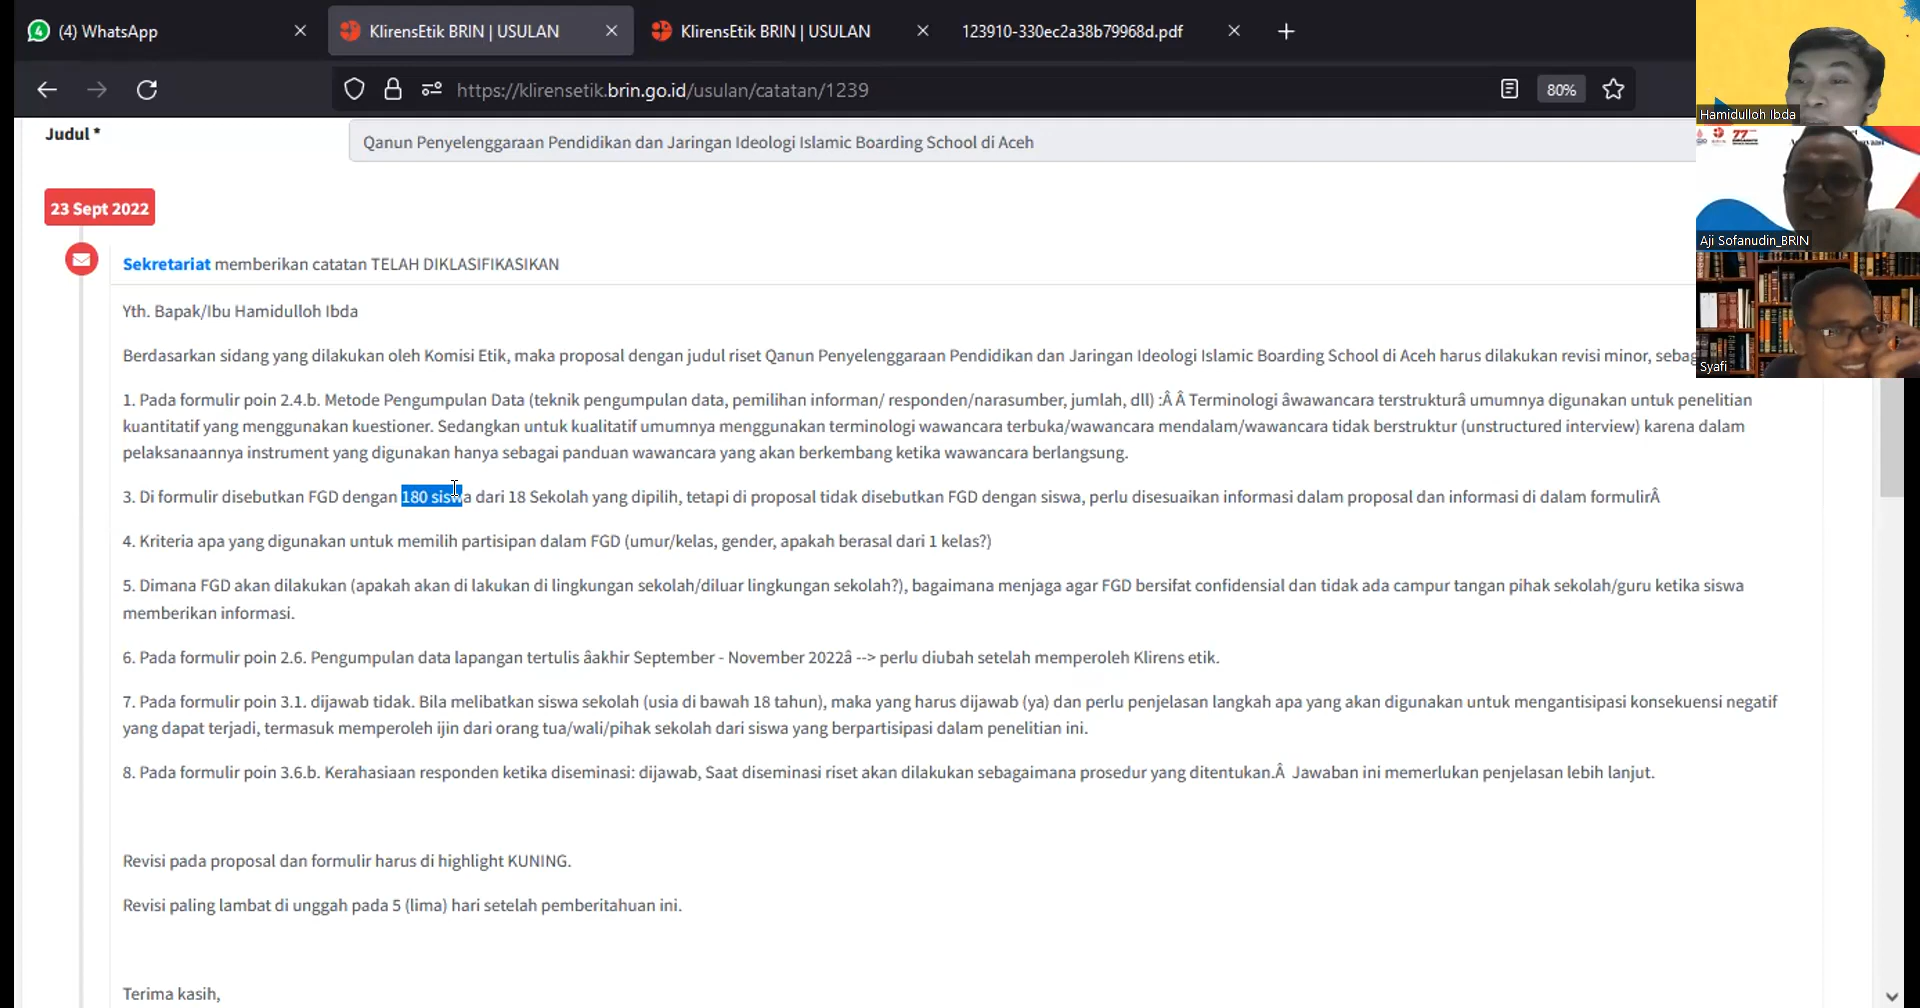 (4) WhatsApp
KlirensEtik BRIN | USULAN
KlirensEtik BRIN | USULAN
123910-330ec2a38b79968d.pdf
https://klirensetik.brin.go.id/usulan/catatan/1239
80%
Hamidulloh Ibda
77
Aji Sofanudin_BRIN
Syafi
Judul *
Qanun Penyelenggaraan Pendidikan dan Jaringan Ideologi Islamic Boarding School di Aceh
23 Sept 2022
Sekretariat memberikan catatan TELAH DIKLASIFIKASIKAN
Yth. Bapak/Ibu Hamidulloh Ibda
Berdasarkan sidang yang dilakukan oleh Komisi Etik, maka proposal dengan judul riset Qanun Penyelenggaraan Pendidikan dan Jaringan Ideologi Islamic Boarding School di Aceh harus dilakukan revisi minor, sebag
1. Pada formulir poin 2.4.b. Metode Pengumpulan Data (teknik pengumpulan data, pemilihan informan/ responden/narasumber, jumlah, dll) :Â Â Terminologi âwawancara terstrukturâ umumnya digunakan untuk penelitian
kuantitatif yang menggunakan kuestioner. Sedangkan untuk kualitatif umumnya menggunakan terminologi wawancara terbuka/wawancara mendalam/wawancara tidak berstruktur (unstructured interview) karena dalam
pelaksanaannya instrument yang digunakan hanya sebagai panduan wawancara yang akan berkembang ketika wawancara berlangsung.
3. Di formulir disebutkan FGD dengan 180 siswa dari 18 Sekolah yang dipilih, tetapi di proposal tidak disebutkan FGD dengan siswa, perlu disesuaikan informasi dalam proposal dan informasi di dalam formulirÂ
4. Kriteria apa yang digunakan untuk memilih partisipan dalam FGD (umur/kelas, gender, apakah berasal dari 1 kelas?)
5. Dimana FGD akan dilakukan (apakah akan di lakukan di lingkungan sekolah/diluar lingkungan sekolah?), bagaimana menjaga agar FGD bersifat confidensial dan tidak ada campur tangan pihak sekolah/guru ketika siswa
memberikan informasi.
6. Pada formulir poin 2.6. Pengumpulan data lapangan tertulis âakhir September - November 2022â --> perlu diubah setelah memperoleh Klirens etik.
7. Pada formulir poin 3.1. dijawab tidak. Bila melibatkan siswa sekolah (usia di bawah 18 tahun), maka yang harus dijawab (ya) dan perlu penjelasan langkah apa yang akan digunakan untuk mengantisipasi konsekuensi negatif
yang dapat terjadi, termasuk memperoleh ijin dari orang tua/wali/pihak sekolah dari siswa yang berpartisipasi dalam penelitian ini.
8. Pada formulir poin 3.6.b. Kerahasiaan responden ketika diseminasi: dijawab, Saat diseminasi riset akan dilakukan sebagaimana prosedur yang ditentukan.Â  Jawaban ini memerlukan penjelasan lebih lanjut.
Revisi pada proposal dan formulir harus di highlight KUNING.
Revisi paling lambat di unggah pada 5 (lima) hari setelah pemberitahuan ini.
Terima kasih,